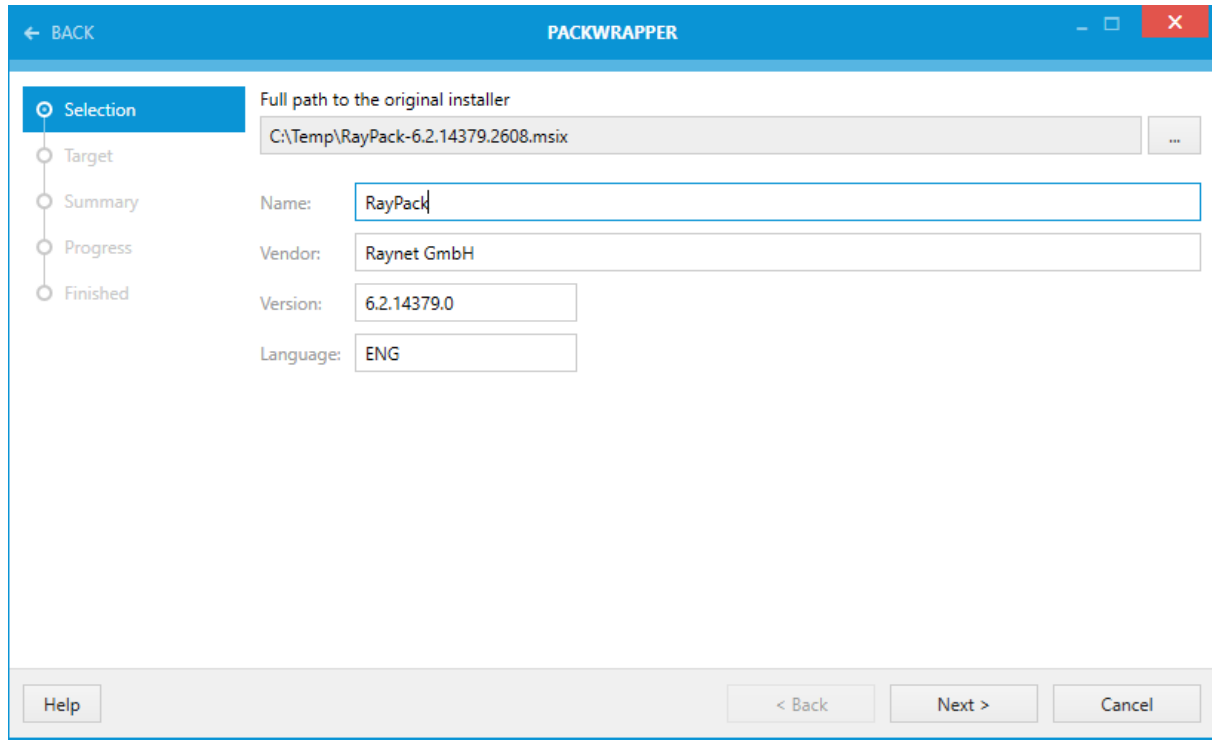 ← BACK
PACKWRAPPER
Selection
Target
Summary
Progress
Finished
Full path to the original installer
C:\Temp\RayPack-6.2.14379.2608.msix
...
Name: RayPack
Vendor: Raynet GmbH
Version: 6.2.14379.0
Language: ENG
Help
< Back
Next >
Cancel